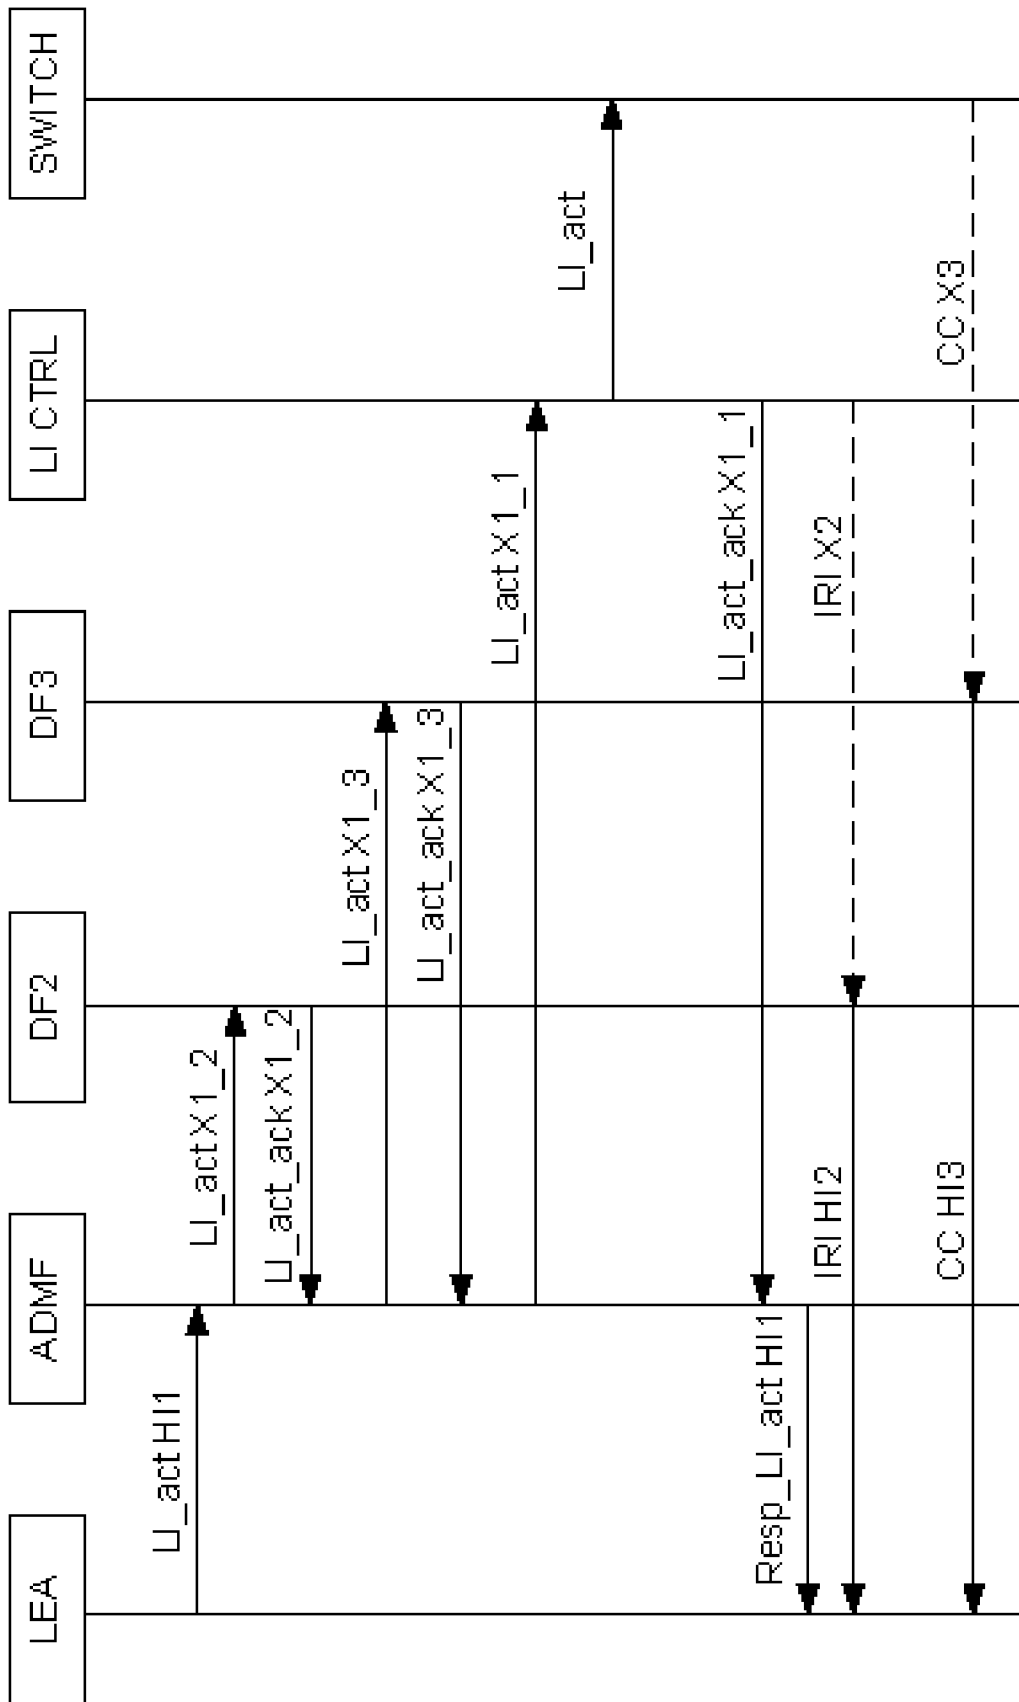 LEA
ADMF
DF2
DF3
LI CTRL
SWITCH
LI_act HI1
LI_act X1_2
LI_act_ack X1_2
LI_act X1_3
LI_act_ack X1_3
LI_act X1_1
LI_act
LI_act_ack X1_1
Resp_LI_act HI1
IRI HI2
IRI X2
CC HI3
CC X3